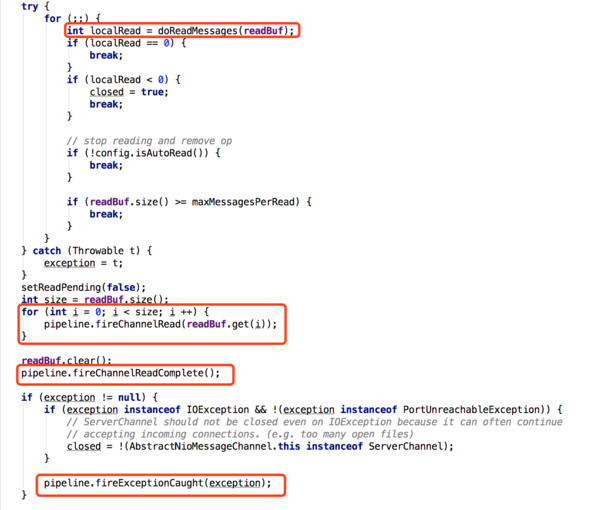 try {
for (;;) {
int localRead = doReadMessages(readBuf);
if (localRead == 0) {
break;
}
if (localRead < 0) {
closed = true;
break;
}
// stop reading and remove op
if (!config.isAutoRead()) {
break;
}
if (readBuf.size() >= maxMessagesPerRead) {
break;
}
}
} catch (Throwable t) {
exception = t;
}
setReadPending(false);
int size = readBuf.size();
for (int i = 0; i < size; i ++) {
pipeline.fireChannelRead(readBuf.get(i));
}
readBuf.clear();
pipeline.fireChannelReadComplete();
if (exception != null) {
if (exception instanceof IOException && !(exception instanceof PortUnreachableException)) {
// ServerChannel should not be closed even on IOException because it can often continue
// accepting incoming connections. (e.g. too many open files)
closed = !(AbstractNioMessageChannel.this instanceof ServerChannel);
}
pipeline.fireExceptionCaught(exception);
}